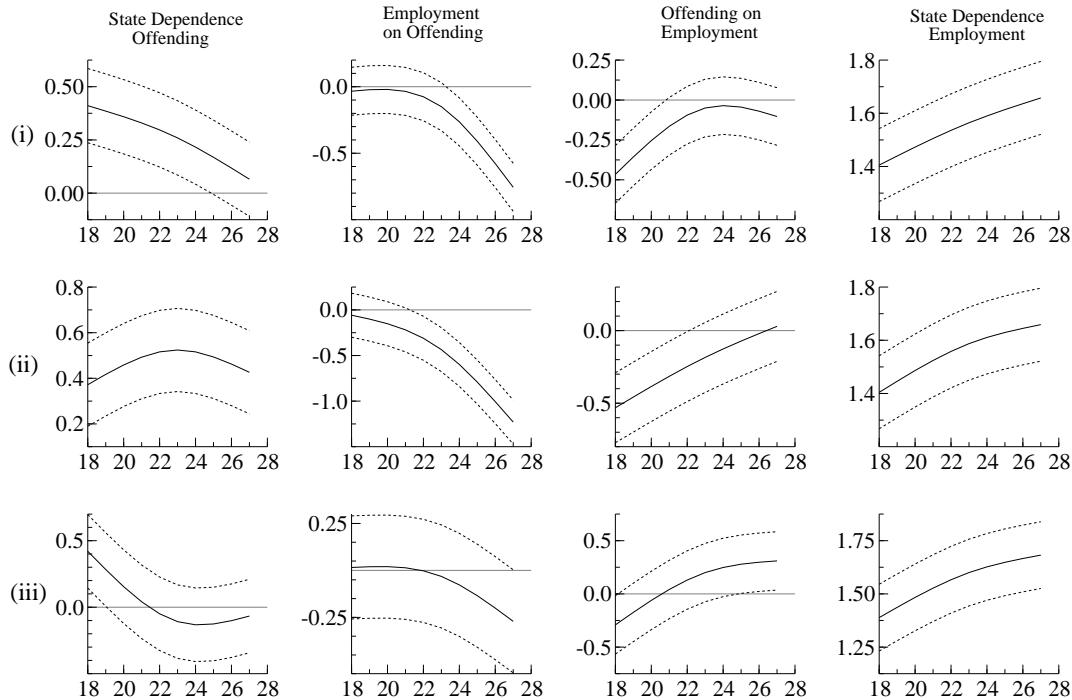 State Dependence
Offending
Employment
on Offending
Offending on
Employment
State Dependence
Employment
(i)
0.50
0.25
0.00
18 20 22 24 26 28
0.0
-0.5
18 20 22 24 26 28
0.25
0.00
-0.25
-0.50
18 20 22 24 26 28
1.8
1.6
1.4
18 20 22 24 26 28
(ii)
0.8
0.6
0.4
0.2
18 20 22 24 26 28
-0.0
-0.5
-1.0
18 20 22 24 26 28
0.0
-0.5
18 20 22 24 26 28
1.8
1.6
1.4
18 20 22 24 26 28
(iii)
0.5
0.0
18 20 22 24 26 28
0.25
-0.25
18 20 22 24 26 28
0.5
0.0
-0.5
18 20 22 24 26 28
1.75
1.50
1.25
18 20 22 24 26 28